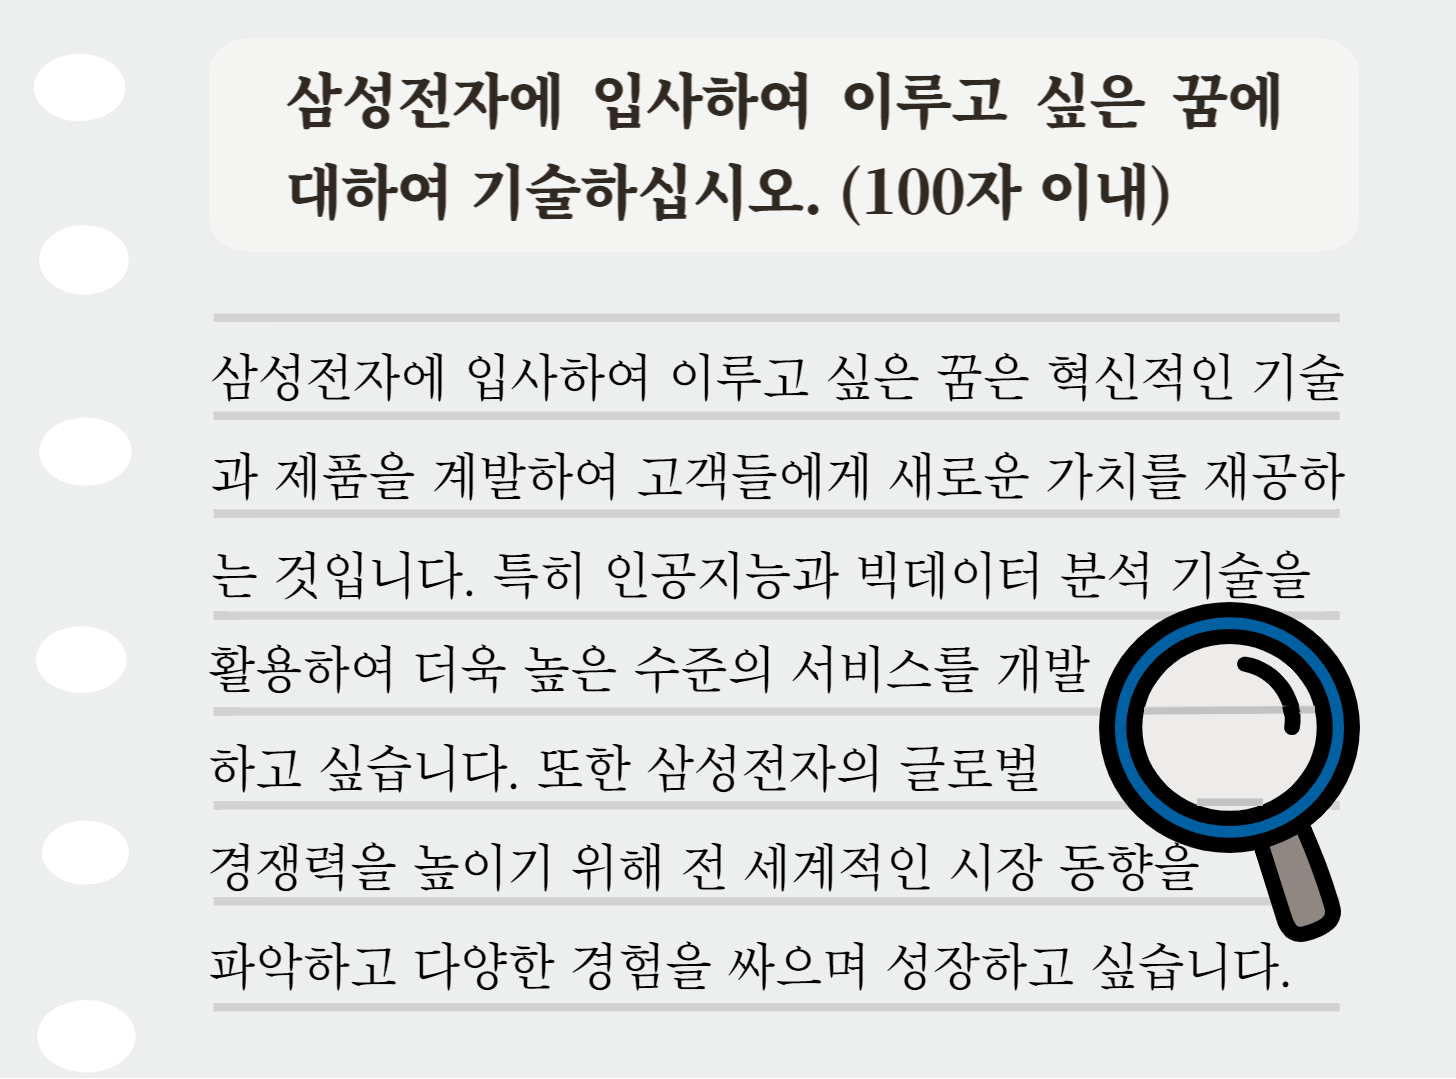 삼성전자에 입사하여 이루고 싶은 꿈에
대하여 기술하십시오. (100자 이내)
삼성전자에 입사하여 이루고 싶은 꿈은 혁신적인 기술
과 제품을 계발하여 고객들에게 새로운 가치를 재공하
는 것입니다. 특히 인공지능과 빅데이터 분석 기술을
활용하여 더욱 높은 수준의 서비스를 개발
하고 싶습니다. 또한 삼성전자의 글로벌
경쟁력을 높이기 위해 전 세계적인 시장 동향을
파악하고 다양한 경험을 싸으며 성장하고 싶습니다.